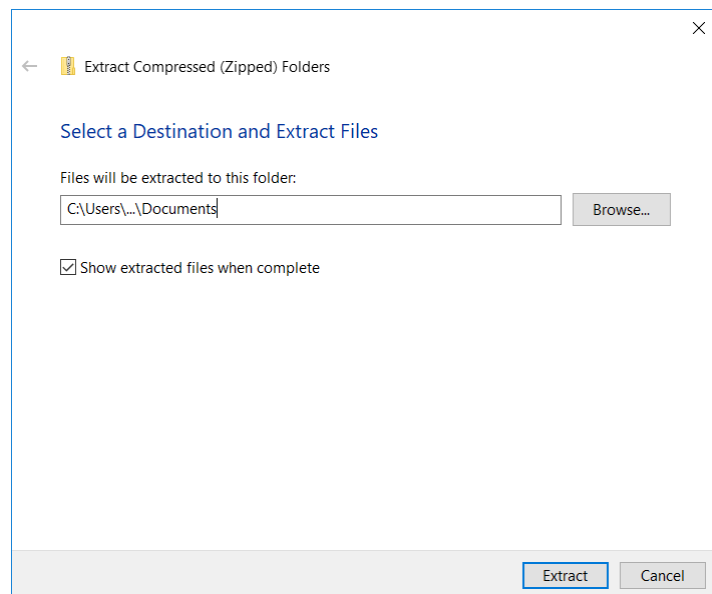 Extract Compressed (Zipped) Folders
Select a Destination and Extract Files
Files will be extracted to this folder:
C:\Users\...\Documents
Browse...
Show extracted files when complete
Extract
Cancel